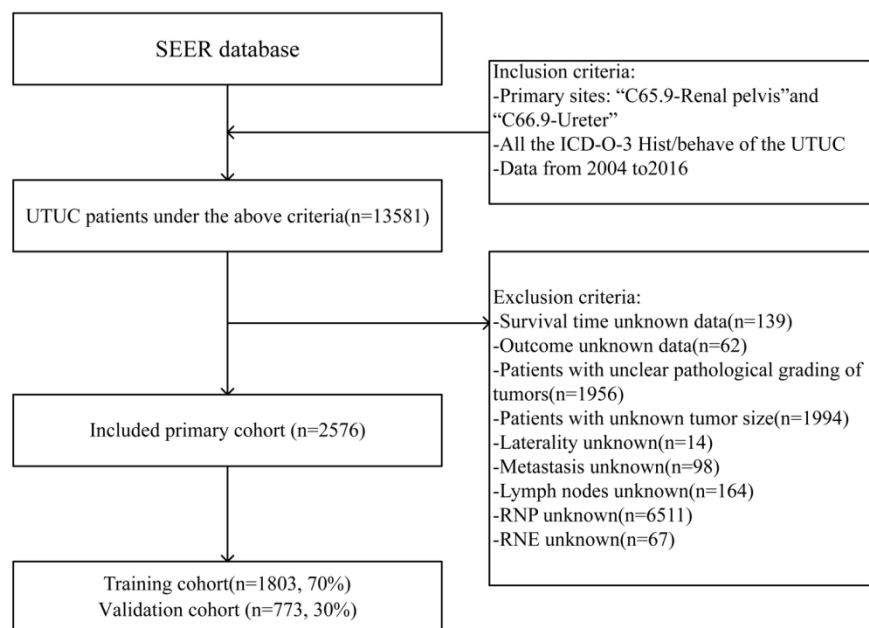 SEER database
Inclusion criteria:
-Primary sites: “C65.9-Renal pelvis”and
“C66.9-Ureter”
-All the ICD-O-3 Hist/behave of the UTUC
-Data from 2004 to2016
UTUC patients under the above criteria(n=13581)
Exclusion criteria:
-Survival time unknown data(n=139)
-Outcome unknown data(n=62)
-Patients with unclear pathological grading of
tumors(n=1956)
-Patients with unknown tumor size(n=1994)
-Laterality unknown(n=14)
-Metastasis unknown(n=98)
-Lymph nodes unknown(n=164)
-RNP unknown(n=6511)
-RNE unknown(n=67)
Included primary cohort (n=2576)
Training cohort(n=1803, 70%)
Validation cohort (n=773, 30%)